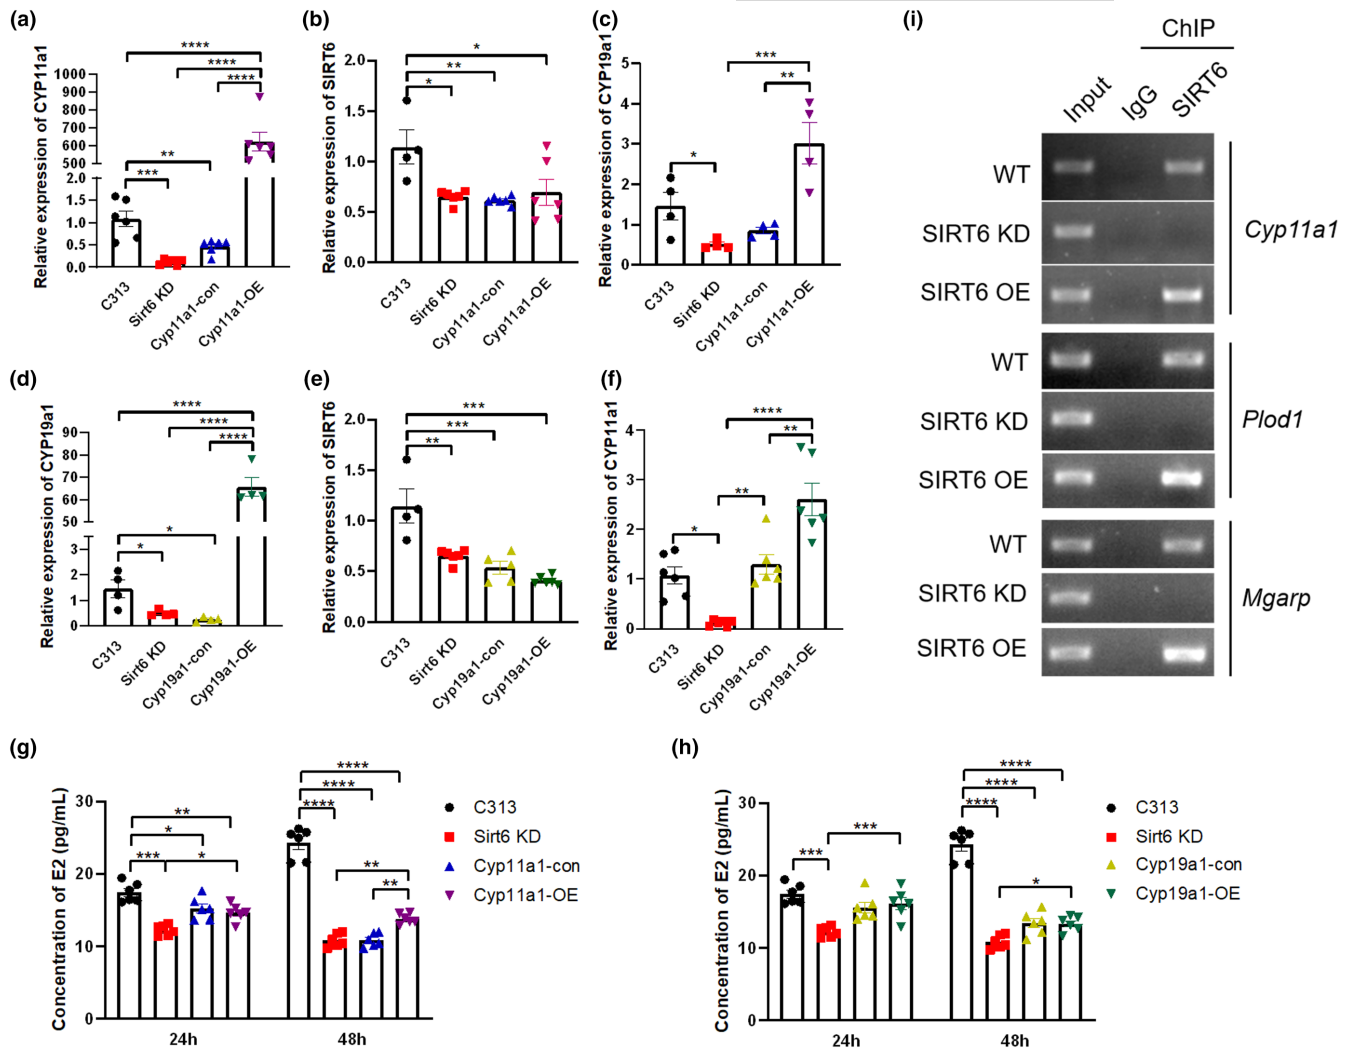 (a)
Relative expression of CYP11a1
1000
900
800
700
600
500
2.0
1.5
1.0
0.5
0.0
****
****
****
**
***
C313
Sirt6 KD
Cyp11a1-con
Cyp11a1-OE
(b)
Relative expression of SIRT6
2.0
1.5
1.0
0.5
0.0
*
**
*
C313
Sirt6 KD
Cyp11a1-con
Cyp11a1-OE
(c)
Relative expression of CYP19a1
5
4
3
2
1
0
***
**
*
C313
Sirt6 KD
Cyp11a1-con
Cyp11a1-OE
(d)
Relative expression of CYP19a1
90
80
70
60
50
3
2
1
0
****
****
****
*
*
C313
Sirt6 KD
Cyp19a1-con
Cyp19a1-OE
(e)
Relative expression of SIRT6
2.0
1.5
1.0
0.5
0.0
***
***
**
C313
Sirt6 KD
Cyp19a1-con
Cyp19a1-OE
(f)
Relative expression of CYP11a1
4
3
2
1
0
****
**
**
*
C313
Sirt6 KD
Cyp19a1-con
Cyp19a1-OE
(g)
Concentration of E2 (pg/mL)
30
20
10
0
**
*
***
*
****
****
****
**
**
24h
48h
C313
Sirt6 KD
Cyp11a1-con
Cyp11a1-OE
(h)
Concentration of E2 (pg/mL)
30
20
10
0
***
***
****
****
****
*
24h
48h
C313
Sirt6 KD
Cyp19a1-con
Cyp19a1-OE
(i)
ChIP
Input
IgG
SIRT6
WT
SIRT6 KD
SIRT6 OE
Cyp11a1
WT
SIRT6 KD
SIRT6 OE
Plod1
WT
SIRT6 KD
SIRT6 OE
Mgarp